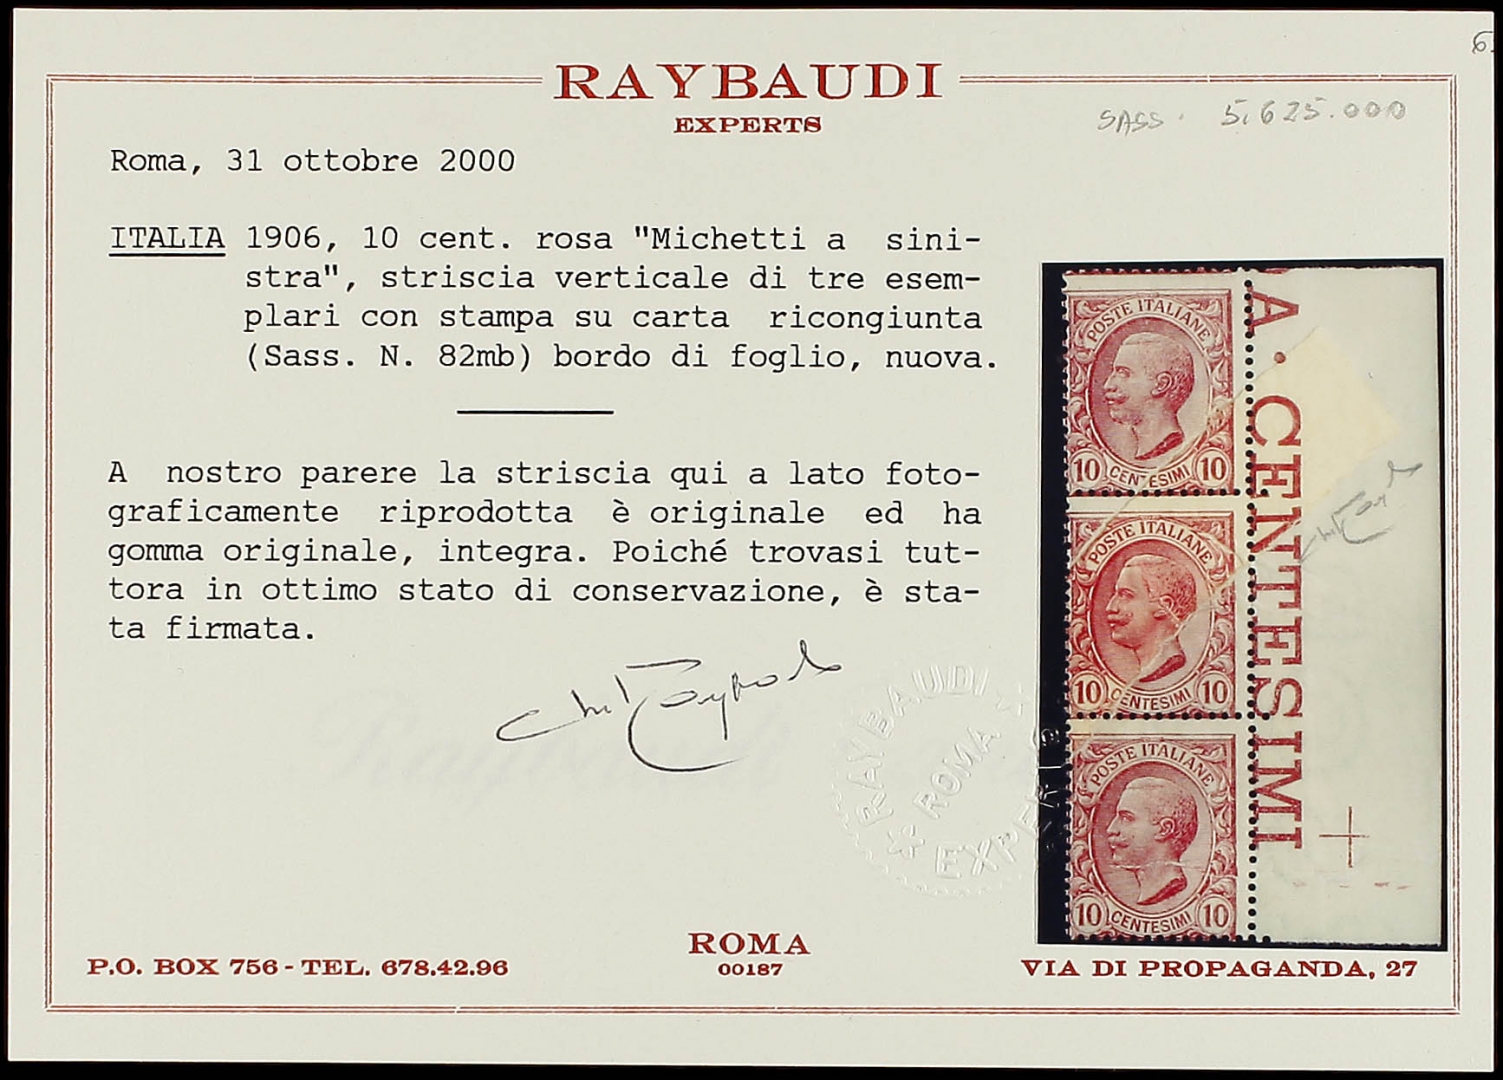 6
RAYBAUDI
EXPERTS
SASS. 5.625.000
Roma, 31 ottobre 2000
ITALIA 1906, 10 cent. rosa "Michetti a sini-
stra", striscia verticale di tre esem-
plari con stampa su carta ricongiunta
(Sass. N. 82mb) bordo di foglio, nuova.
A nostro parere la striscia qui a lato foto-
graficamente riprodotta è originale ed ha
gomma originale, integra. Poiché trovasi tut-
tora in ottimo stato di conservazione, è sta-
ta firmata.
POSTE ITALIANE
10 CENTESIMI 10
POSTE ITALIANE
10 CENTESIMI 10
POSTE ITALIANE
10 CENTESIMI 10
A. CENTESIMI
RAYBAUDI
ROMA
EXPERTS
ROMA
00187
P.O. BOX 756 - TEL. 678.42.96
VIA DI PROPAGANDA, 27